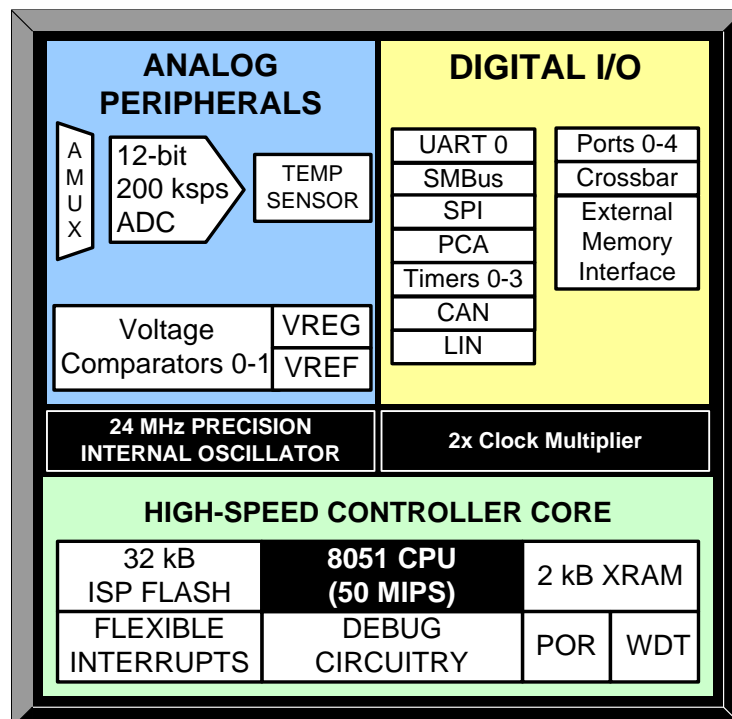 ANALOG
PERIPHERALS
A
M
U
X
12-bit
200 ksps
ADC
TEMP
SENSOR
Voltage
Comparators 0-1
VREG
VREF
DIGITAL I/O
UART 0
SMBus
SPI
PCA
Timers 0-3
CAN
LIN
Ports 0-4
Crossbar
External
Memory
Interface
24 MHz PRECISION
INTERNAL OSCILLATOR
2x Clock Multiplier
HIGH-SPEED CONTROLLER CORE
32 kB
ISP FLASH
8051 CPU
(50 MIPS)
2 kB XRAM
FLEXIBLE
INTERRUPTS
DEBUG
CIRCUITRY
POR
WDT